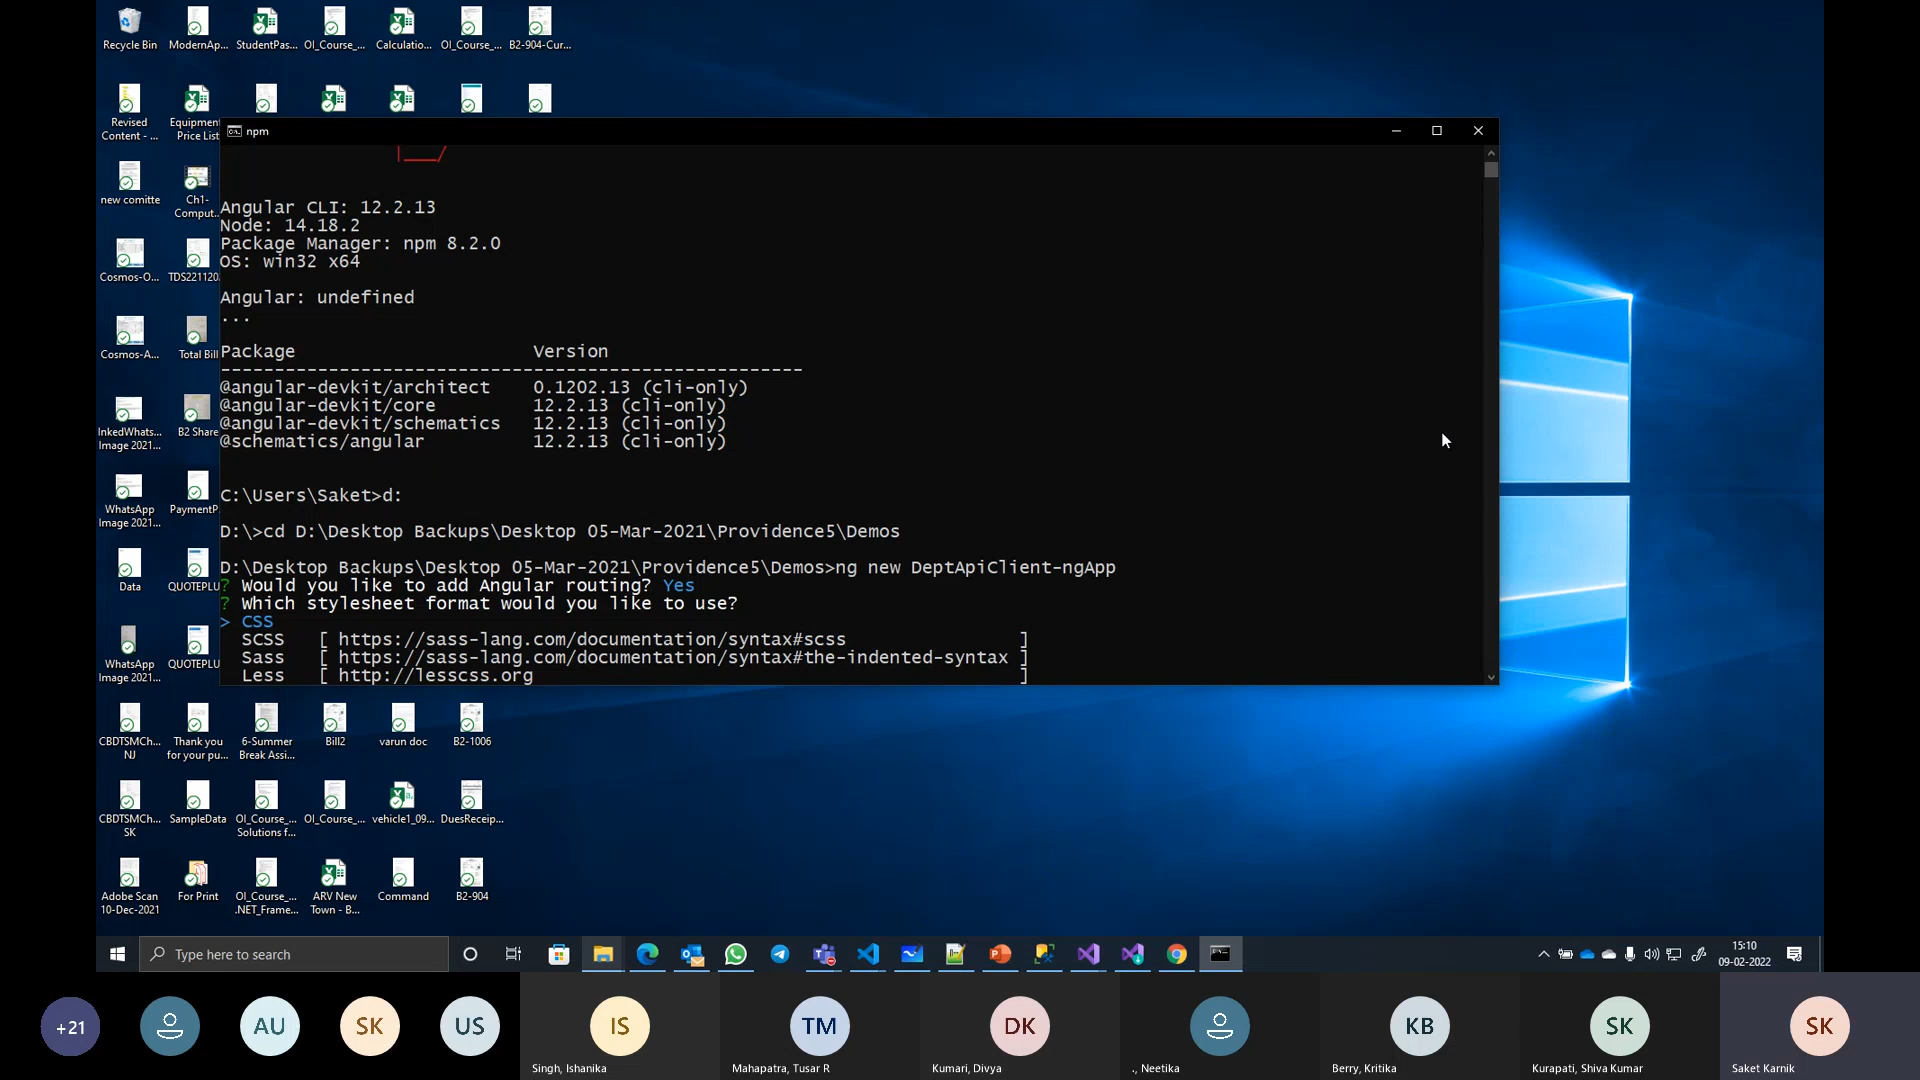 Recycle Bin
ModernAp...
StudentPas...
OI_Course_...
Calculatio...
OI_Course_...
B2-904-Cur...
Revised
Content - ...
Equipment
Price List
npm
new comitte
Ch1-
Comput...
Cosmos-O...
TDS221120
Cosmos-A...
Total Bill
InkedWhats...
Image 2021...
B2 Share
WhatsApp
Image 2021...
PaymentP
Data
QUOTEPLU
WhatsApp
Image 2021...
QUOTEPLU
Angular CLI: 12.2.13
Node: 14.18.2
Package Manager: npm 8.2.0
OS: win32 x64
Angular: undefined
...
Package Version
------------------------------------------------------
@angular-devkit/architect 0.1202.13 (cli-only)
@angular-devkit/core 12.2.13 (cli-only)
@angular-devkit/schematics 12.2.13 (cli-only)
@schematics/angular 12.2.13 (cli-only)
C:\Users\Saket>d:
D:\>cd D:\Desktop Backups\Desktop 05-Mar-2021\Providence5\Demos
D:\Desktop Backups\Desktop 05-Mar-2021\Providence5\Demos>ng new DeptApiClient-ngApp
? Would you like to add Angular routing? Yes
? Which stylesheet format would you like to use?
> CSS
SCSS [ https://sass-lang.com/documentation/syntax#scss ]
Sass [ https://sass-lang.com/documentation/syntax#the-indented-syntax ]
Less [ http://lesscss.org ]
CBDTSMCh...
NJ
Thank you
for your pu...
6-Summer
Break Assi...
Bill2
varun doc
B2-1006
CBDTSMCh...
SK
SampleData
OI_Course_...
Solutions f...
OI_Course_...
vehicle1_09...
DuesReceip...
Adobe Scan
10-Dec-2021
For Print
OI_Course_...
.NET_Frame...
ARV New
Town - B...
Command
B2-904
Type here to search
15:10
09-02-2022
+21
AU
SK
US
IS
TM
DK
KB
SK
SK
Singh, Ishanika
Mahapatra, Tusar R
Kumari, Divya
., Neetika
Berry, Kritika
Kurapati, Shiva Kumar
Saket Karnik